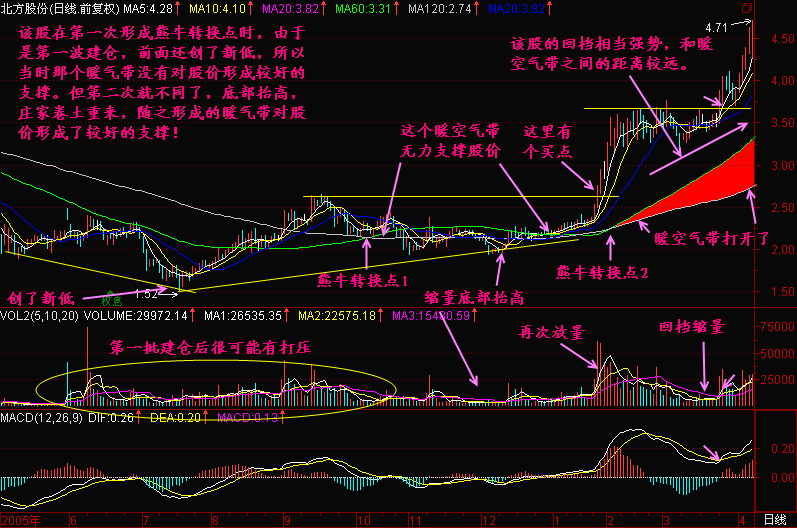 北方股份(日线.前复权) MA5:4.28↑ MA10:4.10↑ MA20:3.82↑ MA60:3.31↑ MA120:2.74↑ MA20:3.82↑
该股在第一次形成熊牛转换点时，由于
是第一波建仓，前面还创了新低，所以
当时那个暖气带没有对股价形成较好的
支撑。但第二次就不同了，底部抬高，
庄家卷土重来，随之形成的暖气带对股
价形成了较好的支撑！
4.71
该股的回档相当强势，和暖
空气带之间的距离较远。
4.50
4.00
3.50
3.00
2.50
2.00
1.50
这个暖空气带
无力支撑股价
这里有
个买点
暖空气带打开了
熊牛转换点1
熊牛转换点2
缩量底部抬高
创了新低
1.52
权息
VOL2(5,10,20) VOLUME:29972.14↑ MA1:26535.35↑ MA2:22575.18↑ MA3:15490.59↑
75000
50000
25000
第一批建仓后很可能有打压
再次放量
回档缩量
MACD(12,26,9) DIF:0.26↑ DEA:0.20↑ MACD:0.13↑
0.20
0.00
2005年 6 7 8 9 10 11 12 1 2 3 4 日线